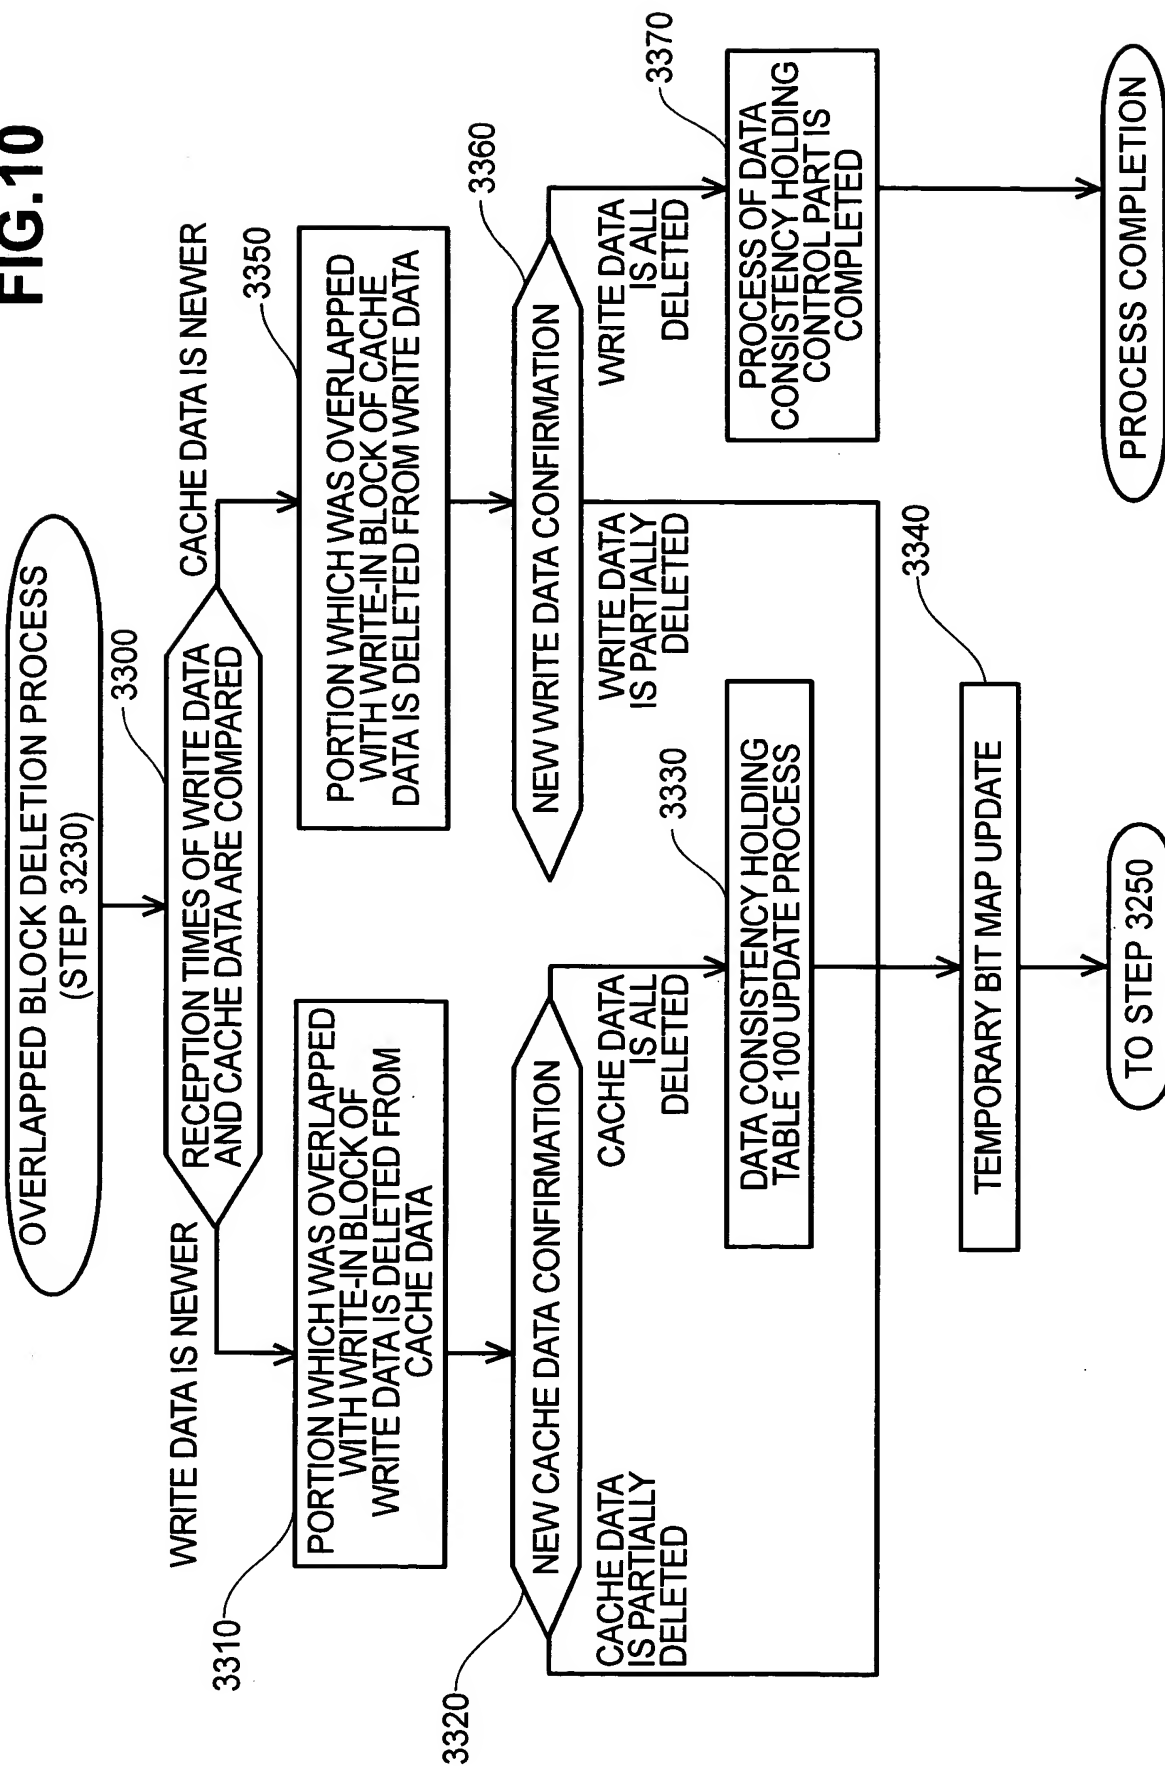 FIG.10
OVERLAPPED BLOCK DELETION PROCESS
(STEP 3230)
3300
RECEPTION TIMES OF WRITE DATA
AND CACHE DATA ARE COMPARED
WRITE DATA IS NEWER
CACHE DATA IS NEWER
3310
PORTION WHICH WAS OVERLAPPED
WITH WRITE-IN BLOCK OF
WRITE DATA IS DELETED FROM
CACHE DATA
3350
PORTION WHICH WAS OVERLAPPED
WITH WRITE-IN BLOCK OF CACHE
DATA IS DELETED FROM WRITE DATA
3320
NEW CACHE DATA CONFIRMATION
3360
NEW WRITE DATA CONFIRMATION
CACHE DATA
IS PARTIALLY
DELETED
CACHE DATA
IS ALL
DELETED
WRITE DATA
IS PARTIALLY
DELETED
WRITE DATA
IS ALL
DELETED
3330
DATA CONSISTENCY HOLDING
TABLE 100 UPDATE PROCESS
3370
PROCESS OF DATA
CONSISTENCY HOLDING
CONTROL PART IS
COMPLETED
3340
TEMPORARY BIT MAP UPDATE
TO STEP 3250
PROCESS COMPLETION